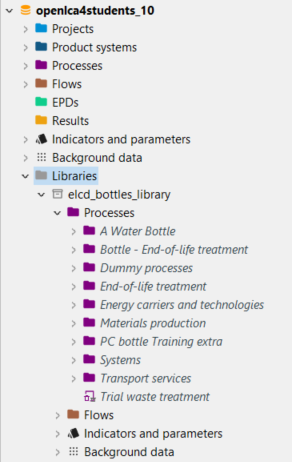 openlca4students_10
Projects
Product systems
Processes
Flows
EPDs
Results
Indicators and parameters
Background data
Libraries
elcd_bottles_library
Processes
A Water Bottle
Bottle - End-of-life treatment
Dummy processes
End-of-life treatment
Energy carriers and technologies
Materials production
PC bottle Training extra
Systems
Transport services
Trial waste treatment
Flows
Indicators and parameters
Background data